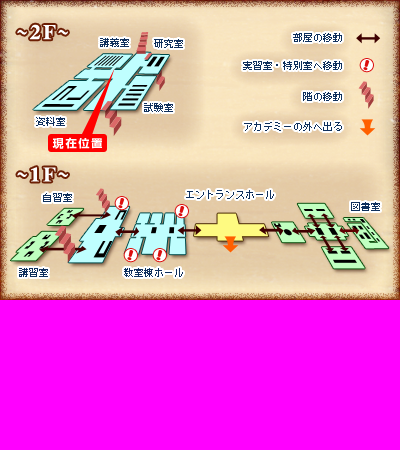 ~2F~
講義室
研究室
試験室
資料室
現在位置
部屋の移動
実習室・特別室へ移動
階の移動
アカデミーの外へ出る
~1F~
自習室
エントランスホール
図書室
講習室
教室棟ホール